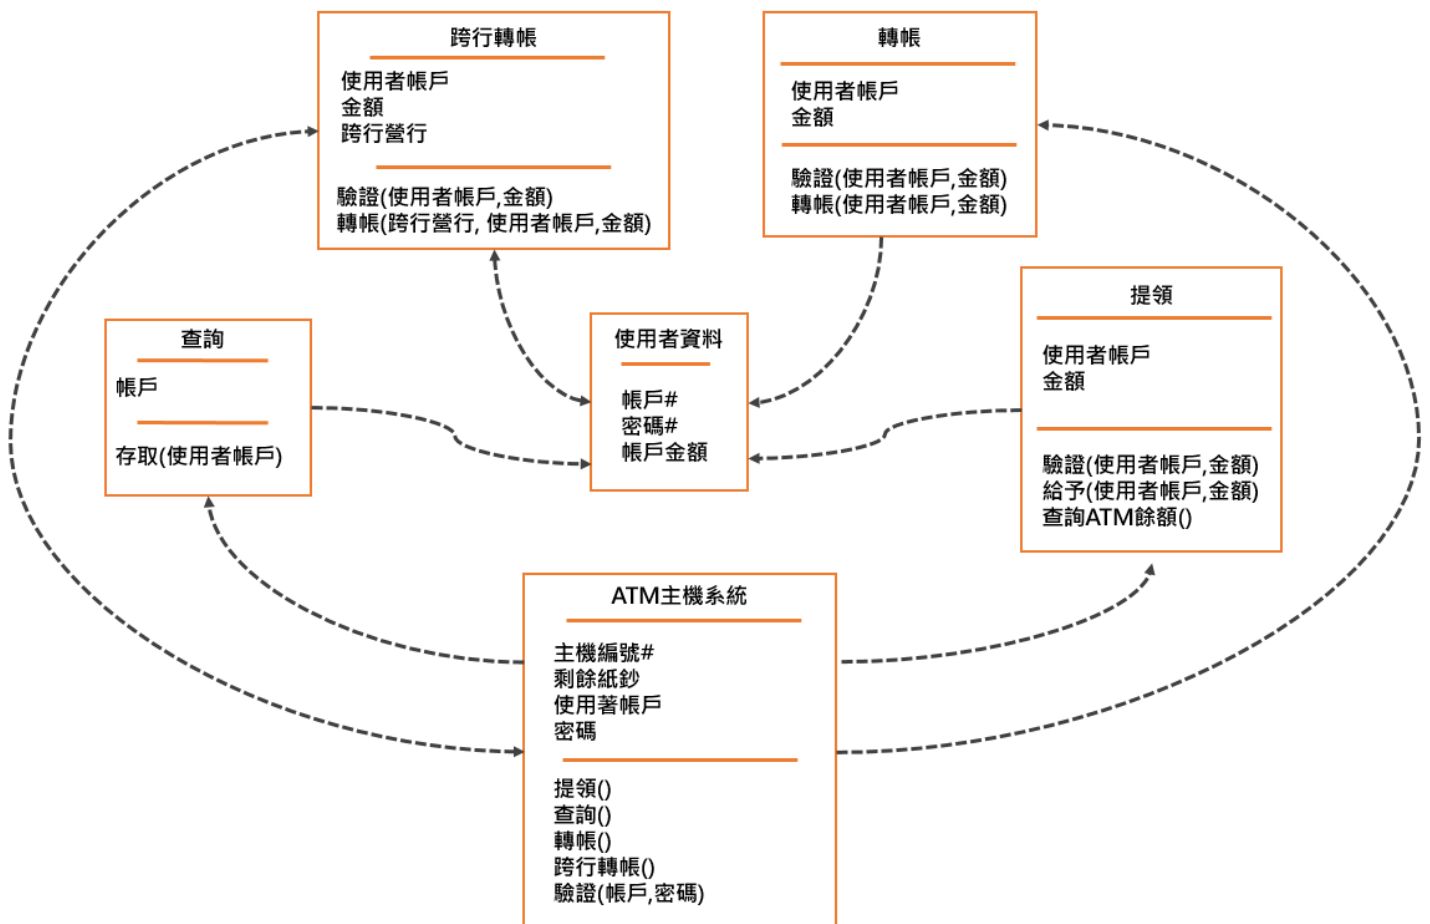 跨行轉帳
使用者帳戶
金額
跨行營行
驗證(使用者帳戶,金額)
轉帳(跨行營行, 使用者帳戶,金額)
轉帳
使用者帳戶
金額
驗證(使用者帳戶,金額)
轉帳(使用者帳戶,金額)
查詢
帳戶
存取(使用者帳戶)
使用者資料
帳戶#
密碼#
帳戶金額
提領
使用者帳戶
金額
驗證(使用者帳戶,金額)
給予(使用者帳戶,金額)
查詢ATM餘額()
ATM主機系統
主機編號#
剩餘紙鈔
使用著帳戶
密碼
提領()
查詢()
轉帳()
跨行轉帳()
驗證(帳戶,密碼)